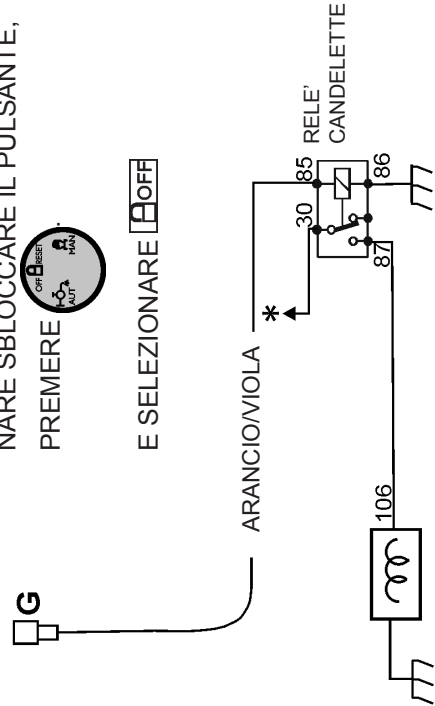 NARE SBLOCCARE IL PULSANTE,
PREMERE
OFF RESET
AUT
MAN
.
E SELEZIONARE OFF
G
ARANCIO/VIOLA
*
30
85
87
86
RELE'
CANDELETTE
106